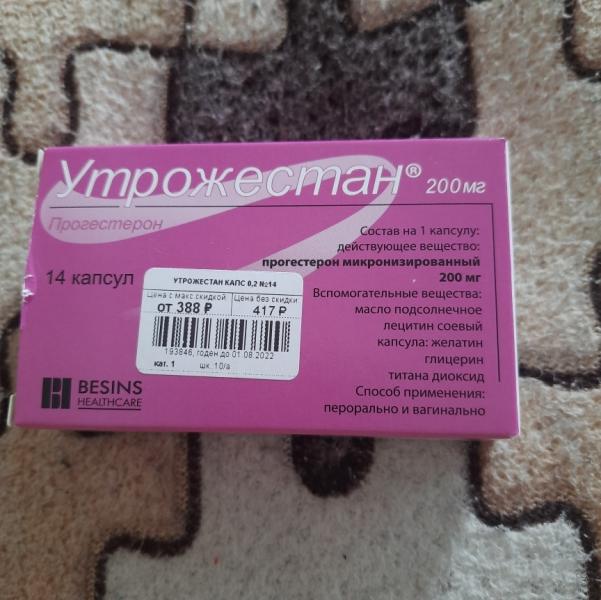 Утрожестан® 200мг
Прогестерон
14 капсул
Состав на 1 капсулу:
действующее вещество:
прогестерон микронизированный
200 мг
Вспомогательные вещества:
масло подсолнечное
лецитин соевый
капсула: желатин
глицерин
титана диоксид
Способ применения:
перорально и вагинально
УТРОЖЕСТАН КАПС 0,2 №14
Цена с макс.скидкой Цена без скидки
от 388 ₽ 417 ₽
193846, годен до 01.08.2022
кат. 1 шк.:10/а
BESINS
HEALTHCARE